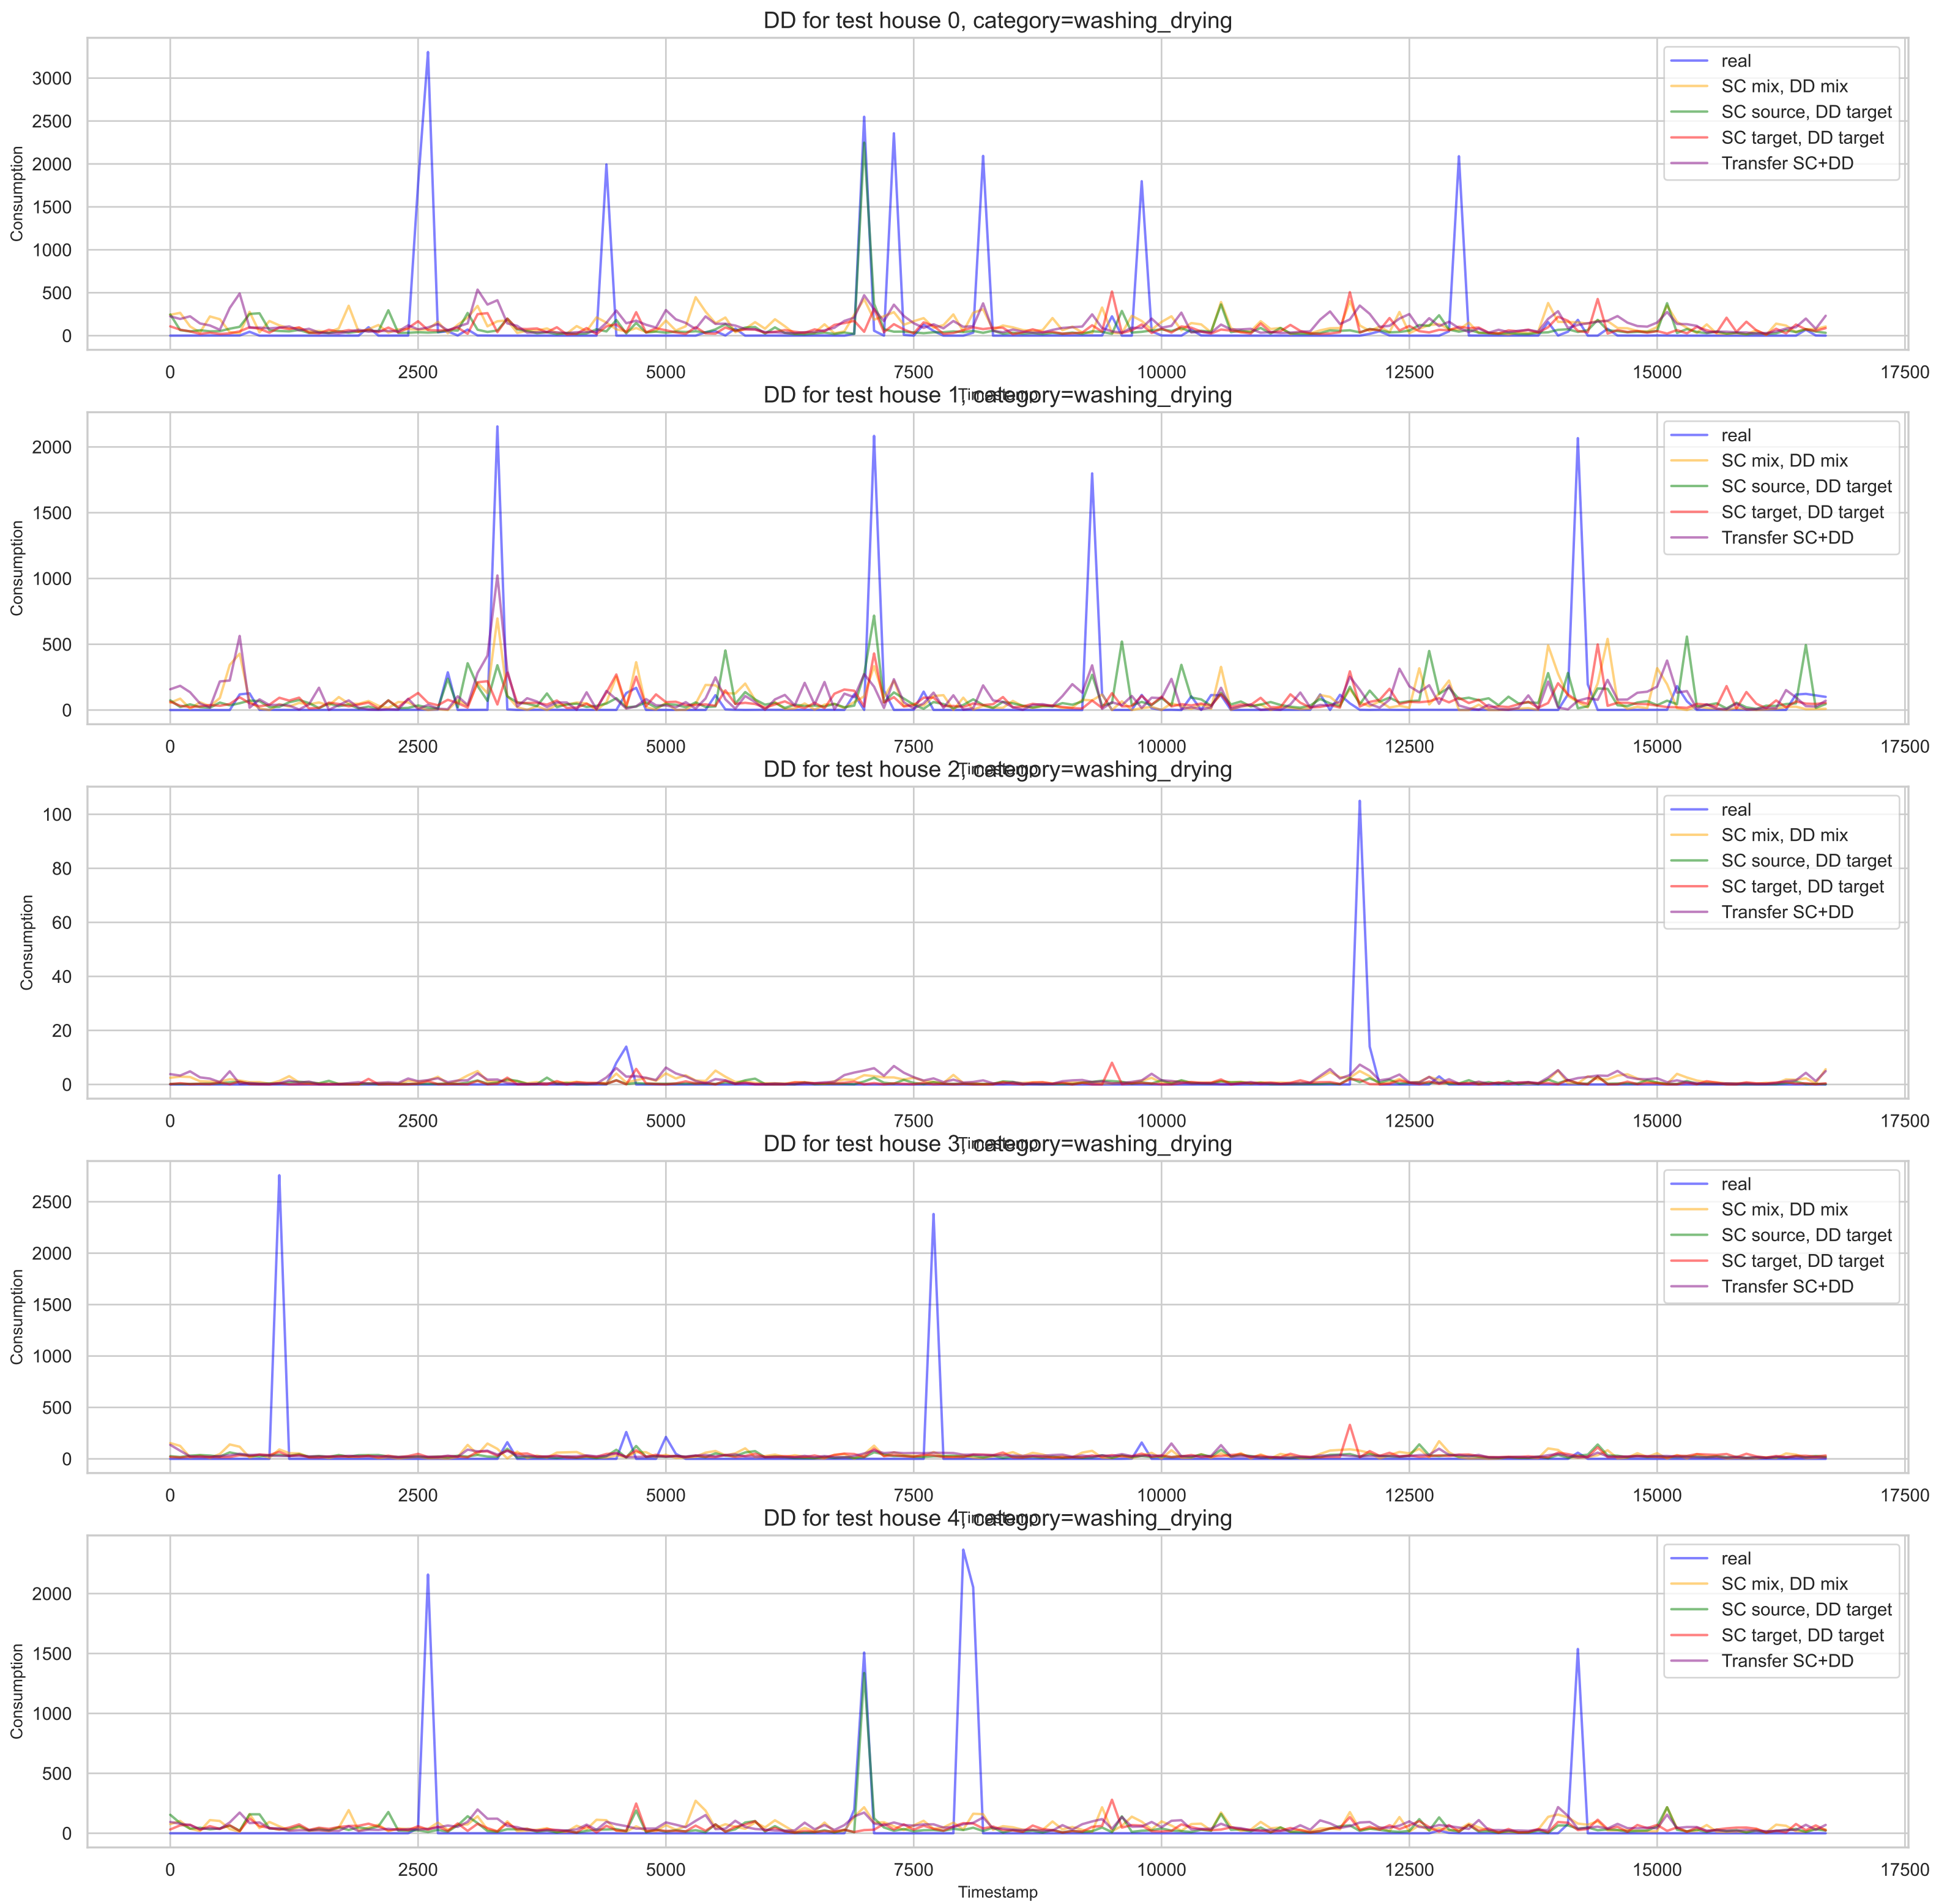 DD for test house 0, category=washing_drying
Consumption
3000
2500
2000
1500
1000
500
0
real
SC mix, DD mix
SC source, DD target
SC target, DD target
Transfer SC+DD
0 2500 5000 7500 10000 12500 15000 17500
Timestamp
DD for test house 1, category=washing_drying
Consumption
2000
1500
1000
500
0
real
SC mix, DD mix
SC source, DD target
SC target, DD target
Transfer SC+DD
0 2500 5000 7500 10000 12500 15000 17500
Timestamp
DD for test house 2, category=washing_drying
Consumption
100
80
60
40
20
0
real
SC mix, DD mix
SC source, DD target
SC target, DD target
Transfer SC+DD
0 2500 5000 7500 10000 12500 15000 17500
Timestamp
DD for test house 3, category=washing_drying
Consumption
2500
2000
1500
1000
500
0
real
SC mix, DD mix
SC source, DD target
SC target, DD target
Transfer SC+DD
0 2500 5000 7500 10000 12500 15000 17500
Timestamp
DD for test house 4, category=washing_drying
Consumption
2000
1500
1000
500
0
real
SC mix, DD mix
SC source, DD target
SC target, DD target
Transfer SC+DD
0 2500 5000 7500 10000 12500 15000 17500
Timestamp